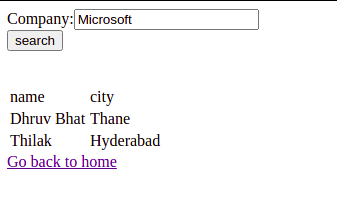 Company:Microsoft
search
name city
Dhruv Bhat Thane
Thilak Hyderabad
Go back to home